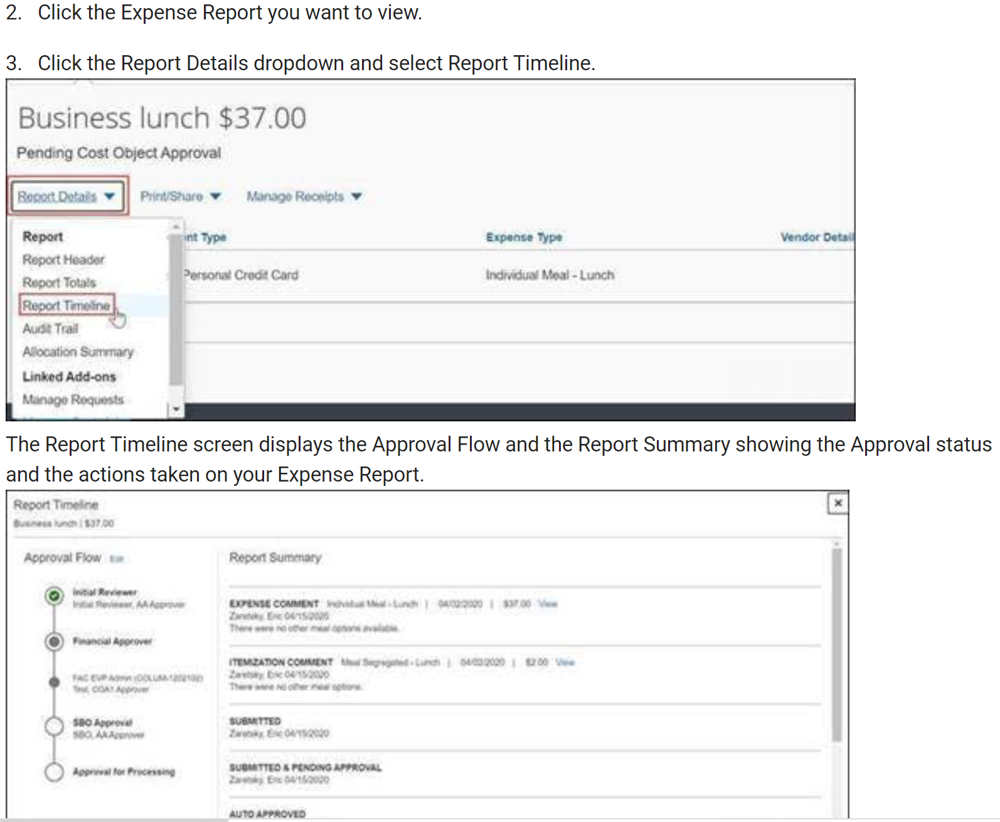 2. Click the Expense Report you want to view.
3. Click the Report Details dropdown and select Report Timeline.
Business lunch $37.00
Pending Cost Object Approval
Report Details Print/Share Manage Receipts
Report
Report Header
Report Totals
Report Timeline
Audit Trail
Allocation Summary
Linked Add-ons
Manage Requests
nt Type Expense Type Vendor Detail
Personal Credit Card Individual Meal - Lunch
The Report Timeline screen displays the Approval Flow and the Report Summary showing the Approval status
and the actions taken on your Expense Report.
Report Timeline
Business lunch | $37.00
Approval Flow Edit
Initial Reviewer
Initial Reviewer, AA Approver
Financial Approver
FAC EVP Admin (COLUM-1202102)
Test, COA1 Approver
SBO Approval
SBO, AA Approver
Approval for Processing
Report Summary
EXPENSE COMMENT Individual Meal - Lunch | 04/02/2020 | $37.00 View
Zaretsky, Eric 04/15/2020
There were no other meal options available.
ITEMIZATION COMMENT Meal Segregated - Lunch | 04/02/2020 | $2.00 View
Zaretsky, Eric 04/15/2020
There were no other meal options.
SUBMITTED
Zaretsky, Eric 04/15/2020
SUBMITTED & PENDING APPROVAL
Zaretsky, Eric 04/15/2020
AUTO APPROVED